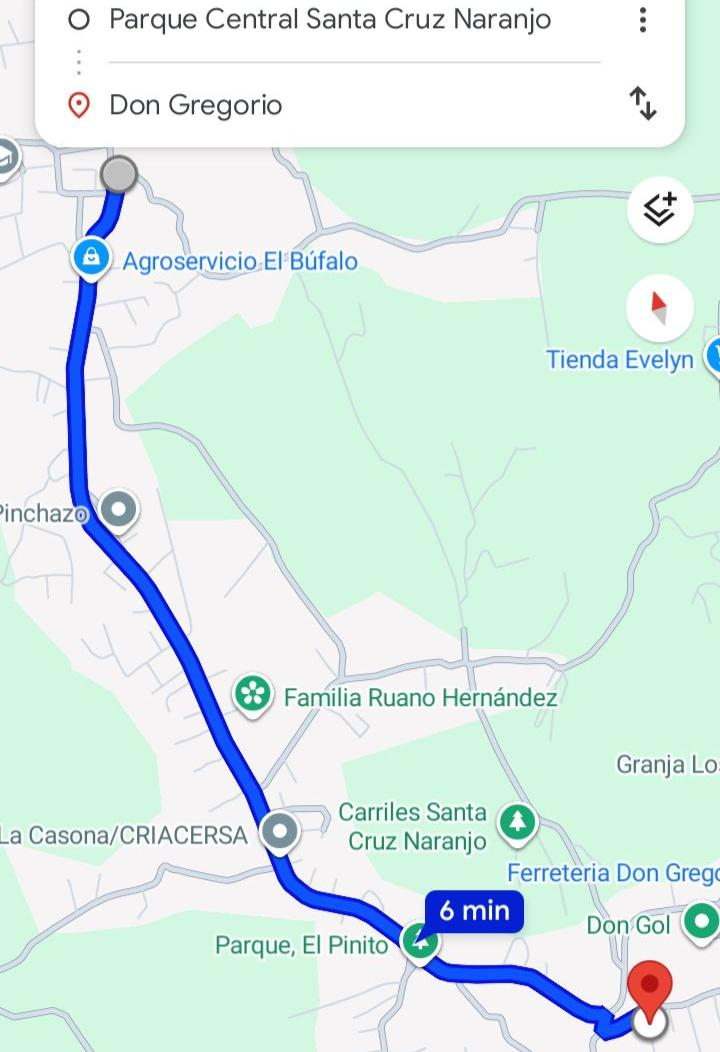 Parque Central Santa Cruz Naranjo
Don Gregorio
Agroservicio El Búfalo
Tienda Evelyn
Pinchazo
Familia Ruano Hernández
Granja Lo
Carriles Santa
Cruz Naranjo
La Casona/CRIACERSA
Ferreteria Don Grego
6 min
Don Gol
Parque, El Pinito